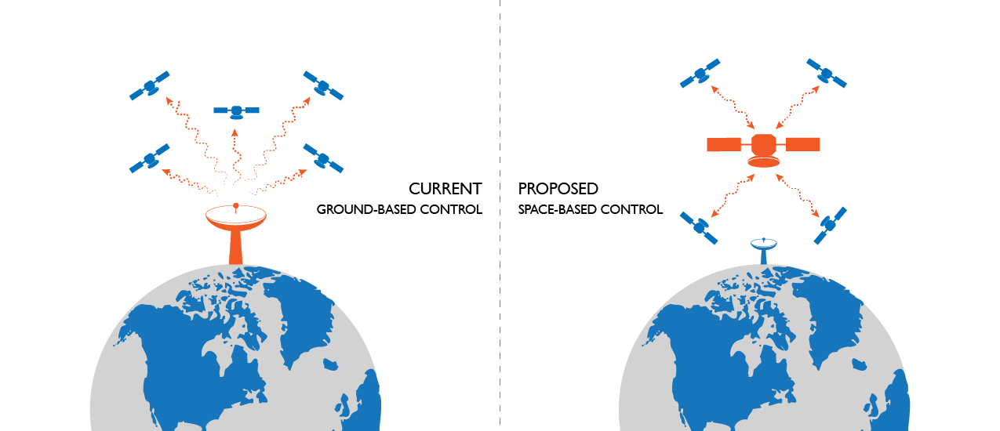 CURRENT
GROUND-BASED CONTROL
PROPOSED
SPACE-BASED CONTROL